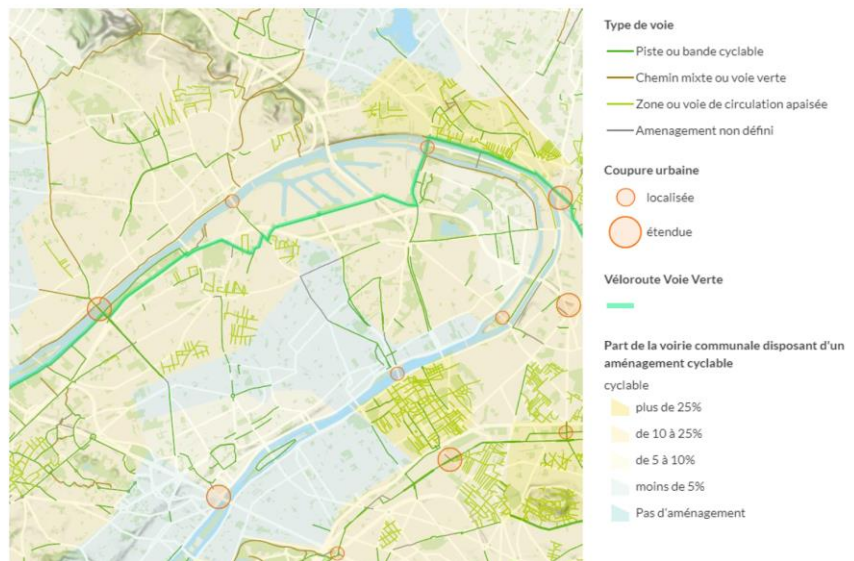 Type de voie
Piste ou bande cyclable
Chemin mixte ou voie verte
Zone ou voie de circulation apaisée
Amenagement non défini
Coupure urbaine
localisée
étendue
Véloroute Voie Verte
Part de la voirie communale disposant d'un
aménagement cyclable
cyclable
plus de 25%
de 10 à 25%
de 5 à 10%
moins de 5%
Pas d'aménagement